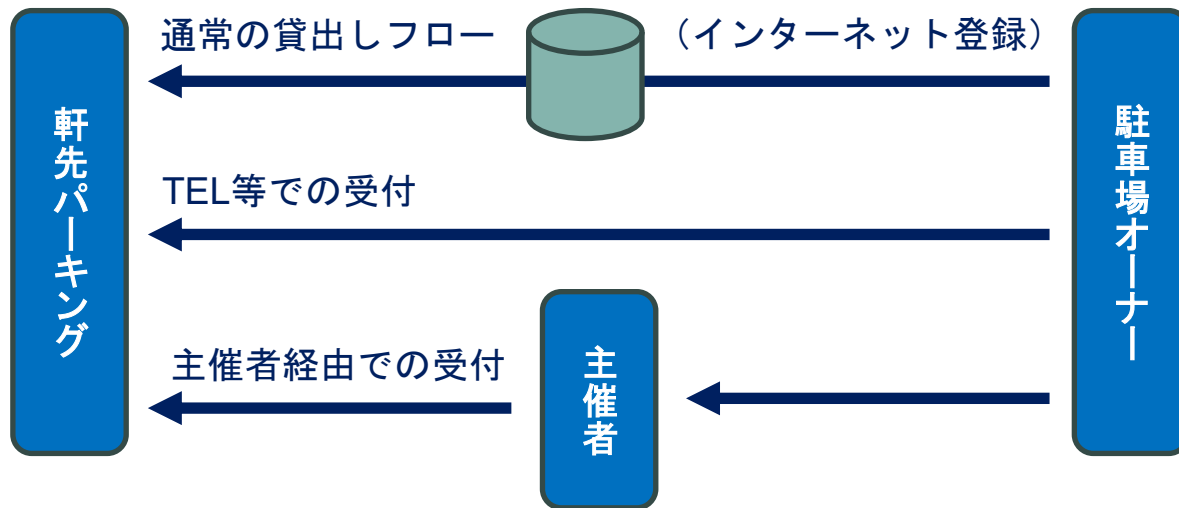 通常の貸出しフロー
（インターネット登録）
軒先パーキング
駐車場オーナー
TEL等での受付
主催者経由での受付
主催者